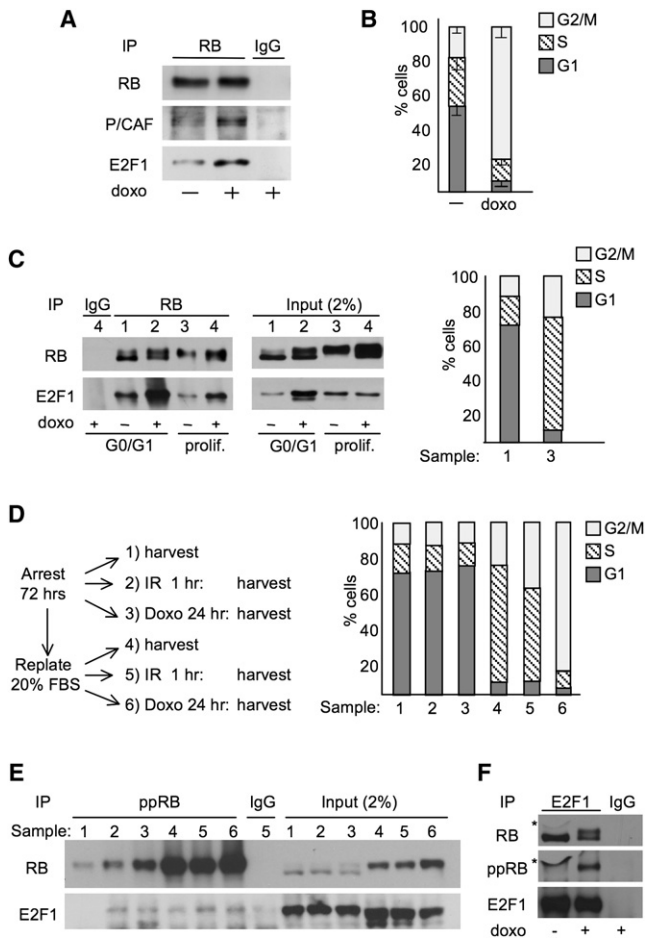 A
IP RB IgG
RB
P/CAF
E2F1
doxo — + +
B
G2/M
S
G1
% cells
100
80
60
40
20
— doxo
C
IP IgG RB Input (2%)
4 1 2 3 4 1 2 3 4
RB
E2F1
doxo + - + - + - + - +
G0/G1 prolif. G0/G1 prolif.
G2/M
S
G1
% cells
100
80
60
40
20
Sample: 1 3
D
Arrest
72 hrs
1) harvest
2) IR 1 hr: harvest
3) Doxo 24 hr: harvest
Replate
20% FBS
4) harvest
5) IR 1 hr: harvest
6) Doxo 24 hr: harvest
G2/M
S
G1
% cells
100
80
60
40
20
Sample: 1 2 3 4 5 6
E
IP ppRB IgG Input (2%)
Sample: 1 2 3 4 5 6 5 1 2 3 4 5 6
RB
E2F1
F
IP E2F1 IgG
RB *
ppRB *
E2F1
doxo - + +